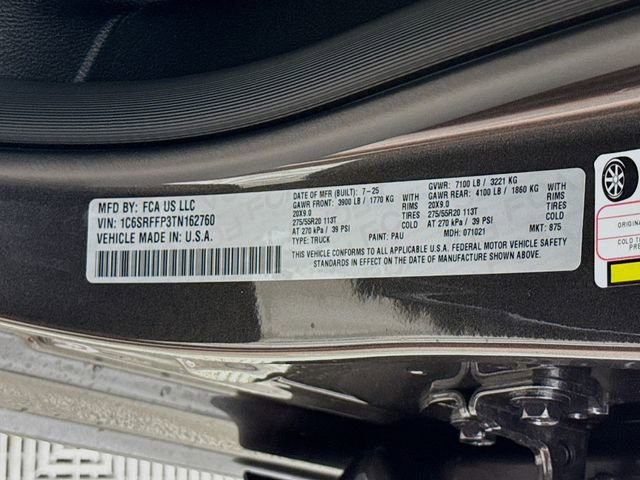 MFD BY: FCA US LLC
VIN: 1C6SRFFP3TN162760
VEHICLE MADE IN: U.S.A.
DATE OF MFR (BUILT): 7-25
GAWR FRONT: 3900 LB / 1770 KG WITH
20X9.0 RIMS
275/55R20 113T TIRES
AT 270 kPa / 39 PSI COLD
TYPE: TRUCK PAINT: PAU
GVWR: 7100 LB / 3221 KG
GAWR REAR: 4100 LB / 1860 KG WITH
20X9.0 RIMS
275/55R20 113T TIRES
AT 270 kPa / 39 PSI COLD
MDH: 071021 MKT: 875
THIS VEHICLE CONFORMS TO ALL APPLICABLE U.S.A. FEDERAL MOTOR VEHICLE SAFETY
STANDARDS IN EFFECT ON THE DATE OF MANUFACTURE SHOWN ABOVE.
ORIGINAL
COLD
PRE